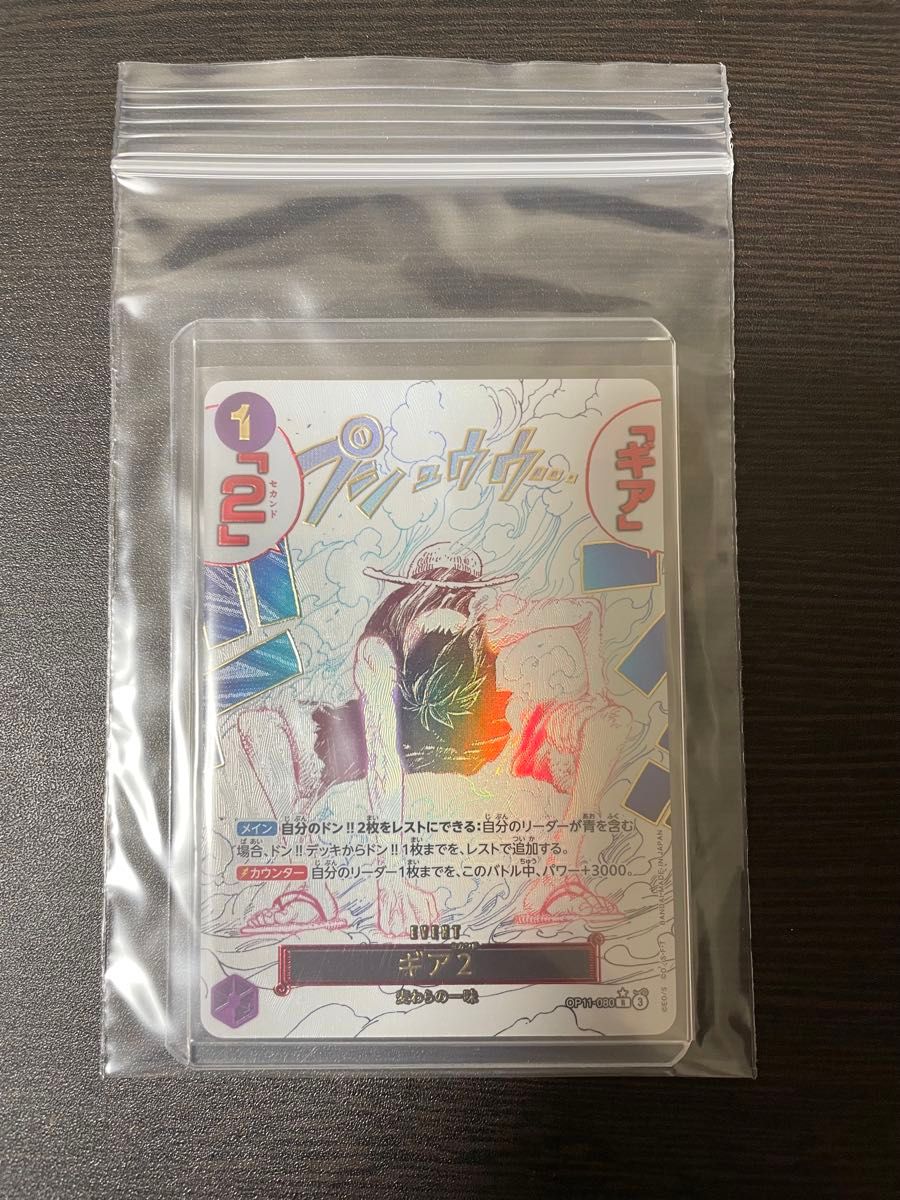 1
「2」
セカンド
プシュウウ...
「ギア」
メイン 自分のドン!!2枚をレストにできる:自分のリーダーが青を含む
場合、ドン!!デッキからドン!!1枚までを、レストで追加する。
カウンター 自分のリーダー1枚までを、このバトル中、パワー+3000。
EVENT
ギア2
麦わらの一味
OP11-080 R 3
©E.O/S ©O./S・F・T BANDAI MADE IN JAPAN